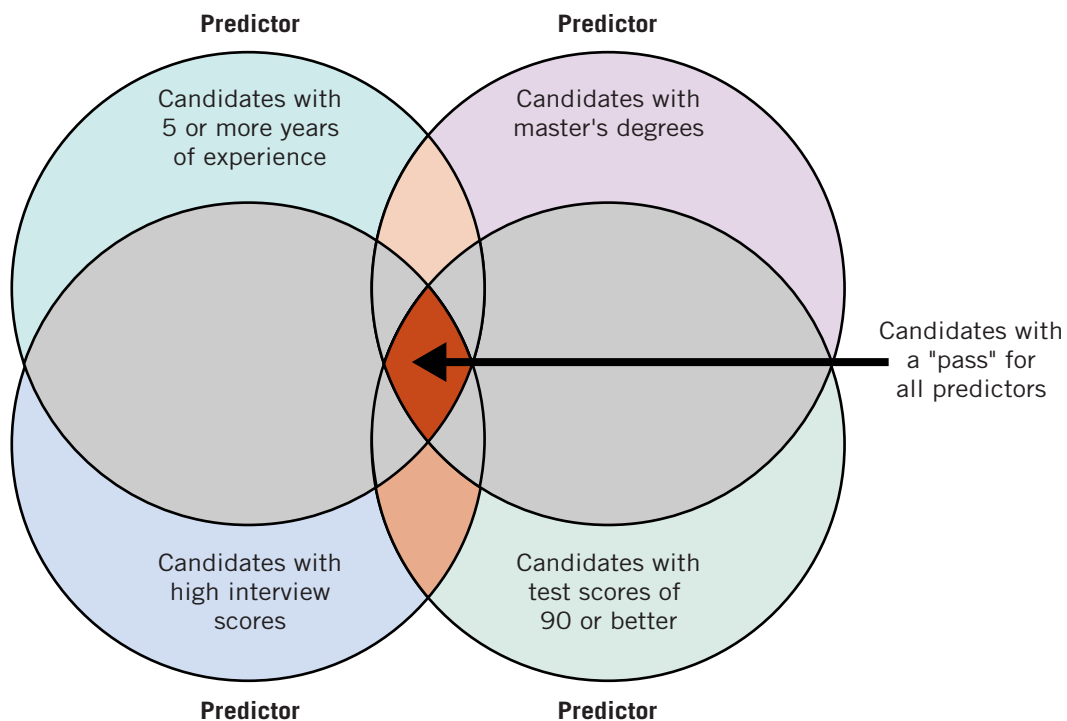 Predictor
Predictor
Candidates with
5 or more years
of experience
Candidates with
master's degrees
Candidates with
a "pass" for
all predictors
Candidates with
high interview
scores
Candidates with
test scores of
90 or better
Predictor
Predictor